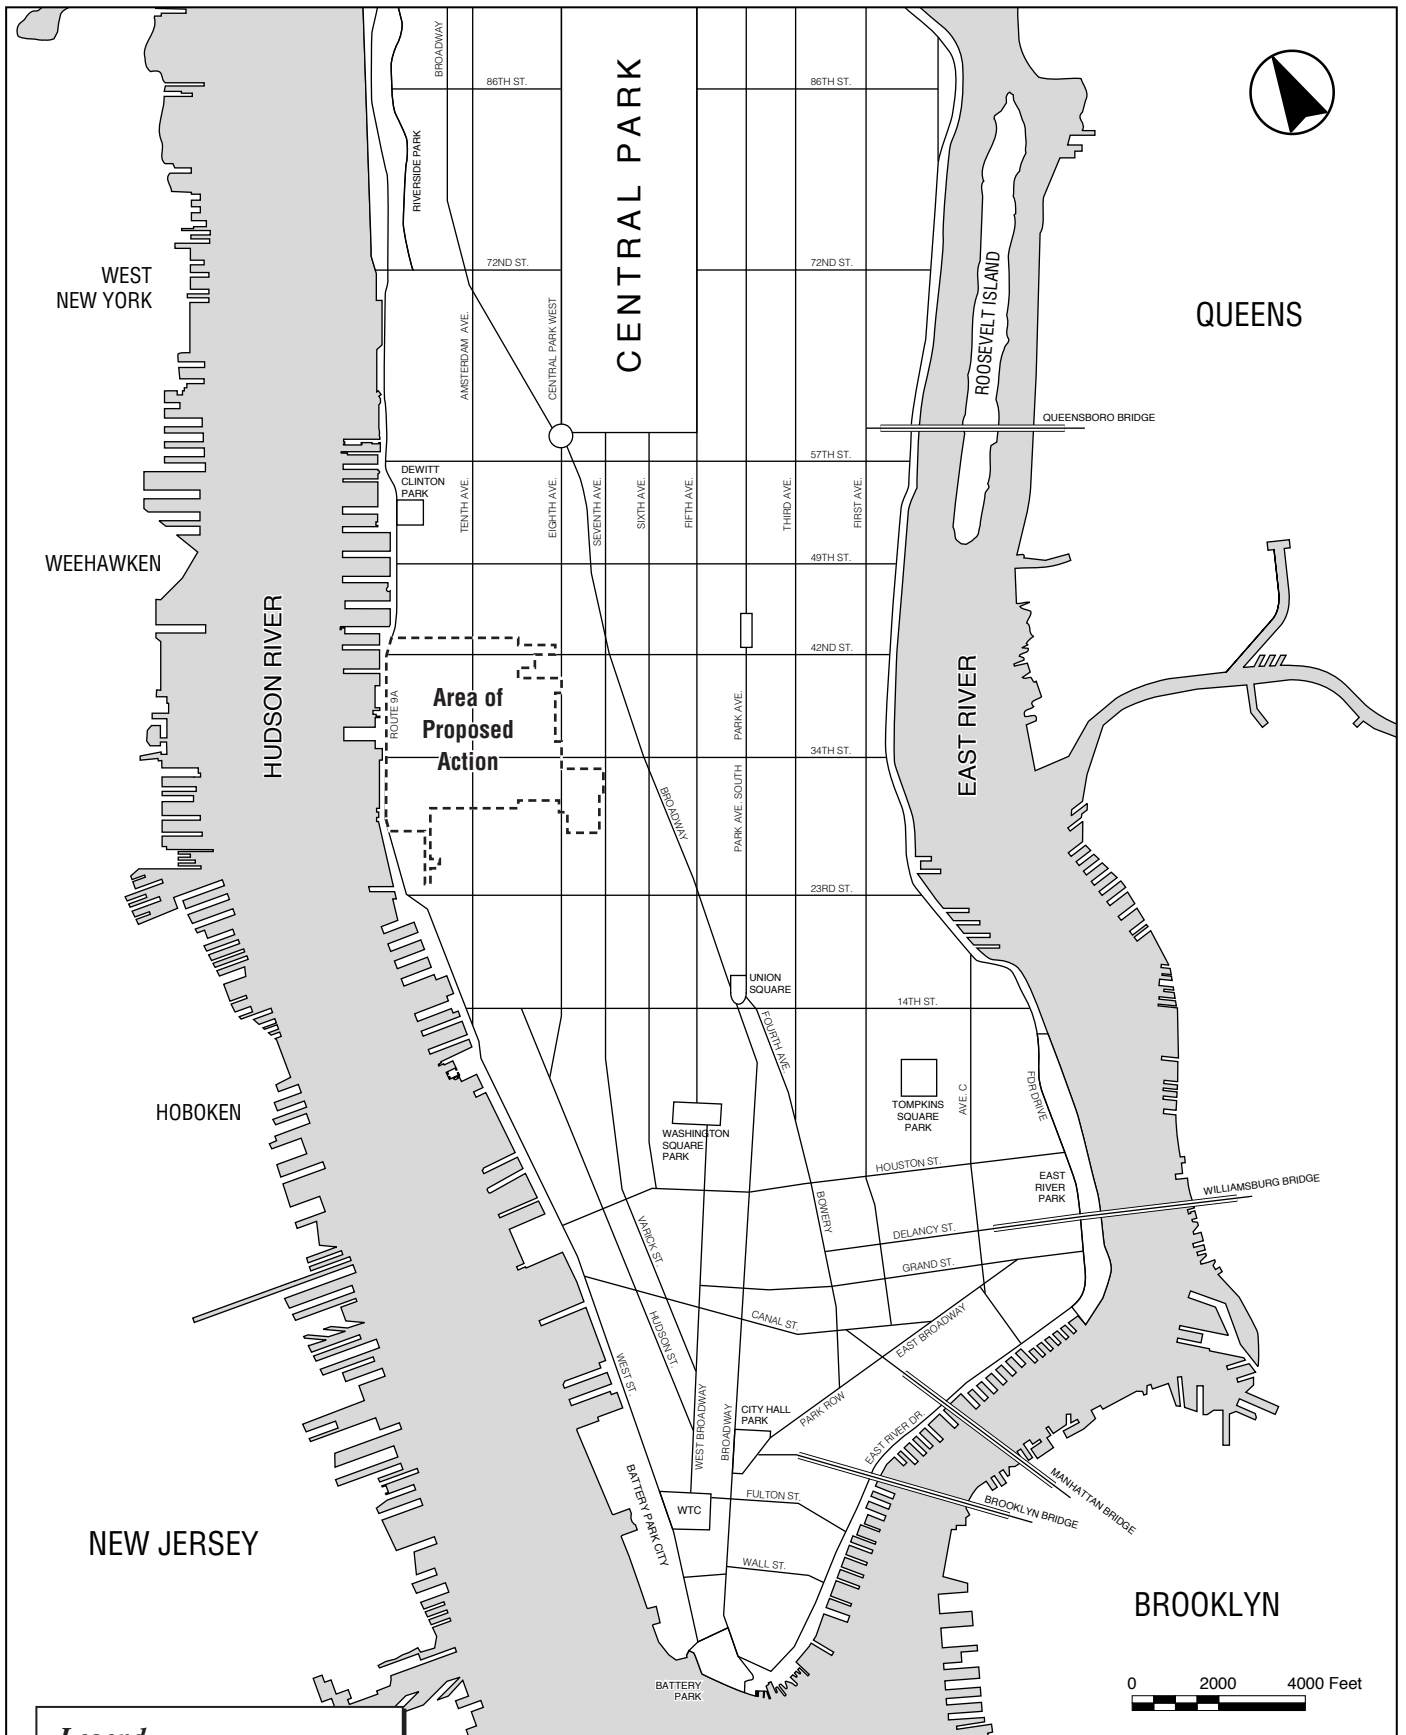 BROADWAY
86TH ST.
86TH ST.
CENTRAL PARK
RIVERSIDE PARK
WEST
NEW YORK
72ND ST.
72ND ST.
ROOSEVELT ISLAND
QUEENS
AMSTERDAM AVE.
CENTRAL PARK WEST
QUEENSBORO BRIDGE
57TH ST.
DEWITT
CLINTON
PARK
TENTH AVE.
EIGHTH AVE.
SEVENTH AVE.
SIXTH AVE.
FIFTH AVE.
THIRD AVE.
FIRST AVE.
WEEHAWKEN
49TH ST.
HUDSON RIVER
42ND ST.
EAST RIVER
ROUTE 9A
Area of
Proposed
Action
PARK AVE.
34TH ST.
BROADWAY
PARK AVE. SOUTH
23RD ST.
UNION
SQUARE
14TH ST.
FOURTH AVE.
HOBOKEN
TOMPKINS
SQUARE
PARK
AVE. C
FDR DRIVE
WASHINGTON
SQUARE
PARK
HOUSTON ST.
EAST
RIVER
PARK
WILLIAMSBURG BRIDGE
BOWERY
VARICK ST.
DELANCY ST.
GRAND ST.
CANAL ST.
HUDSON ST.
EAST BROADWAY
WEST ST.
WEST BROADWAY
BROADWAY
CITY HALL
PARK
PARK ROW
EAST RIVER DR.
BATTERY PARK CITY
WTC
FULTON ST.
MANHATTAN BRIDGE
BROOKLYN BRIDGE
NEW JERSEY
WALL ST.
BROOKLYN
BATTERY
PARK
0 2000 4000 Feet
Legend